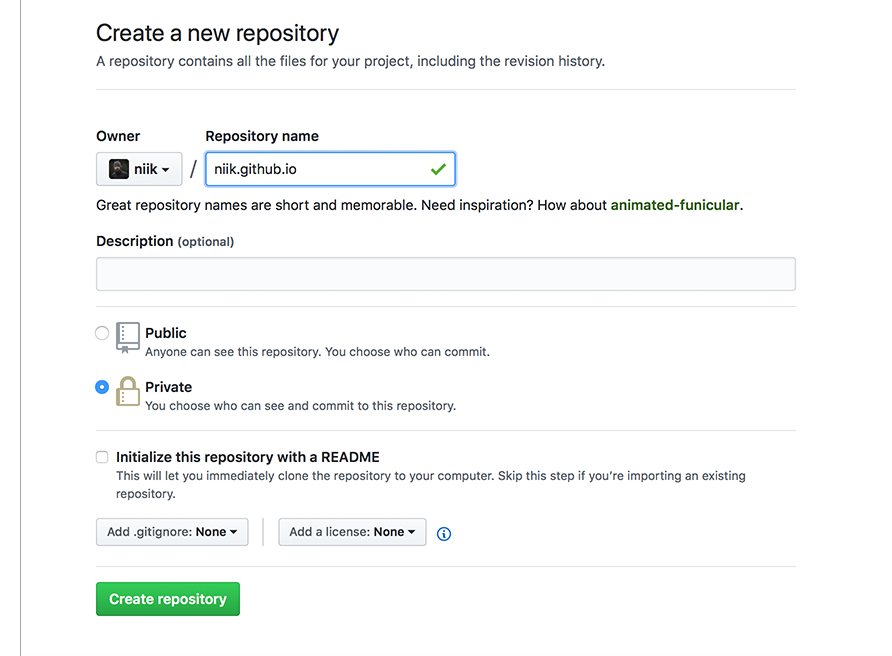 Create a new repository
A repository contains all the files for your project, including the revision history.
Owner
Repository name
niik
/
niik.github.io
Great repository names are short and memorable. Need inspiration? How about animated-funicular.
Description (optional)
Public
Anyone can see this repository. You choose who can commit.
Private
You choose who can see and commit to this repository.
Initialize this repository with a README
This will let you immediately clone the repository to your computer. Skip this step if you’re importing an existing
repository.
Add .gitignore: None
Add a license: None
Create repository